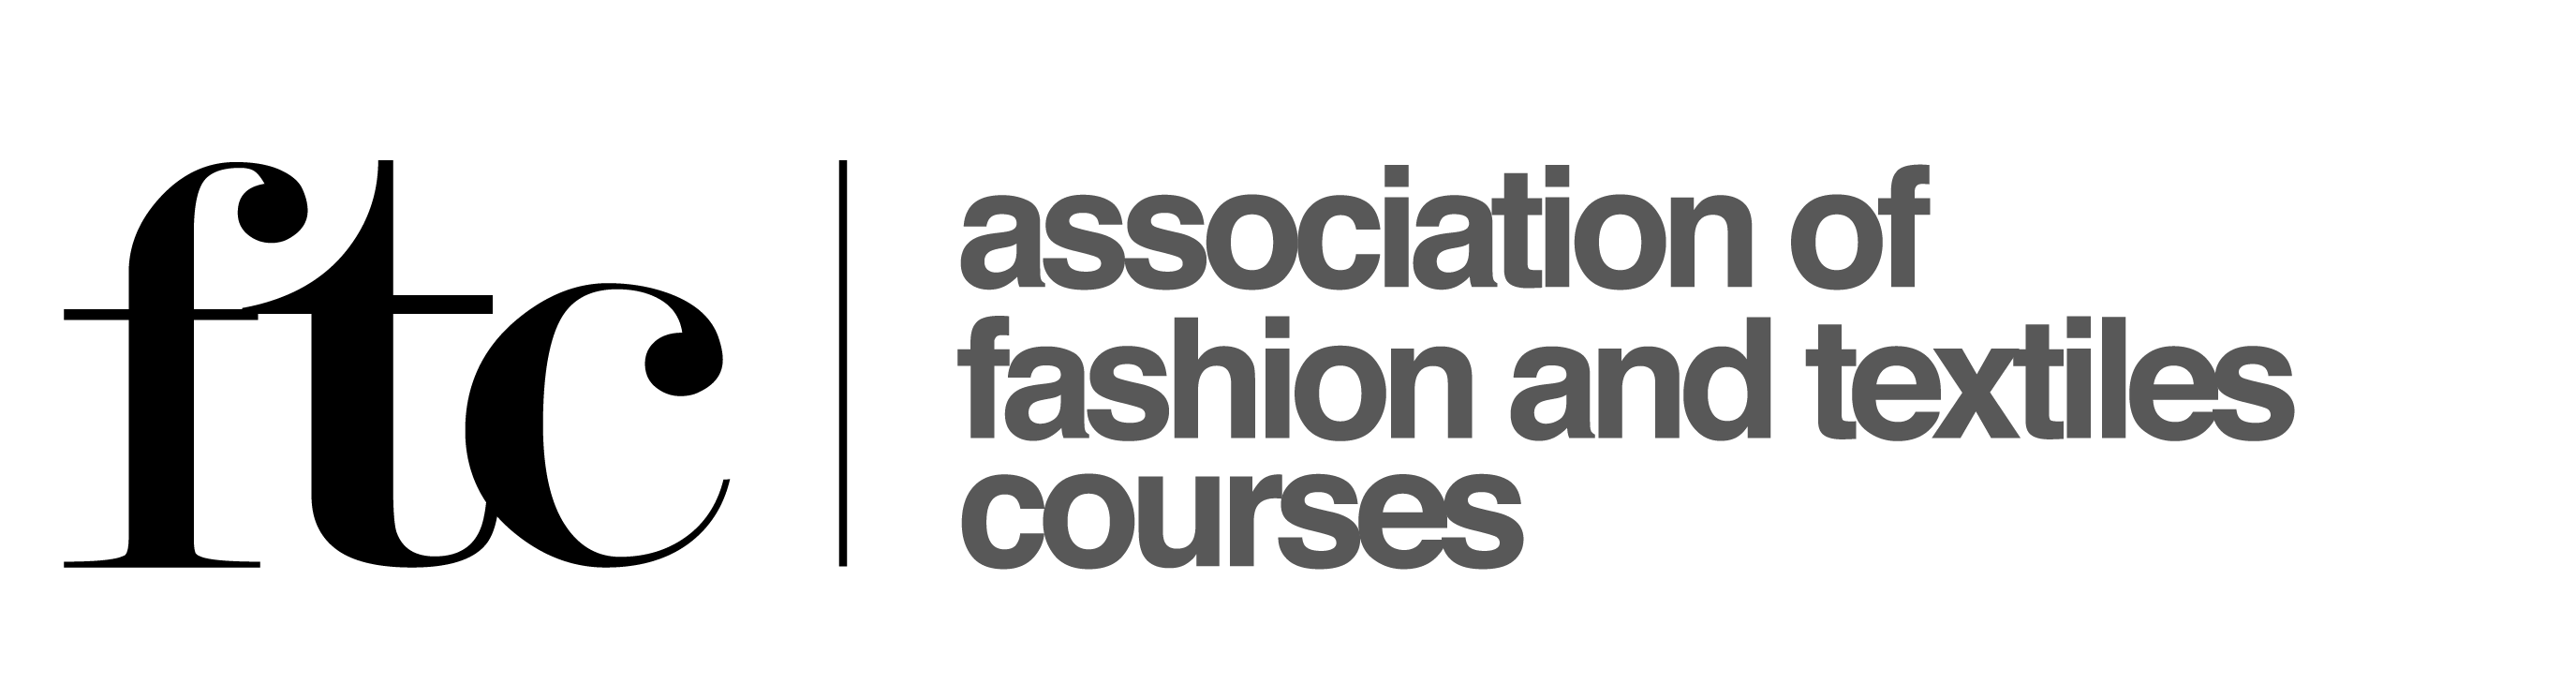 ftc
association of
fashion and textiles
courses